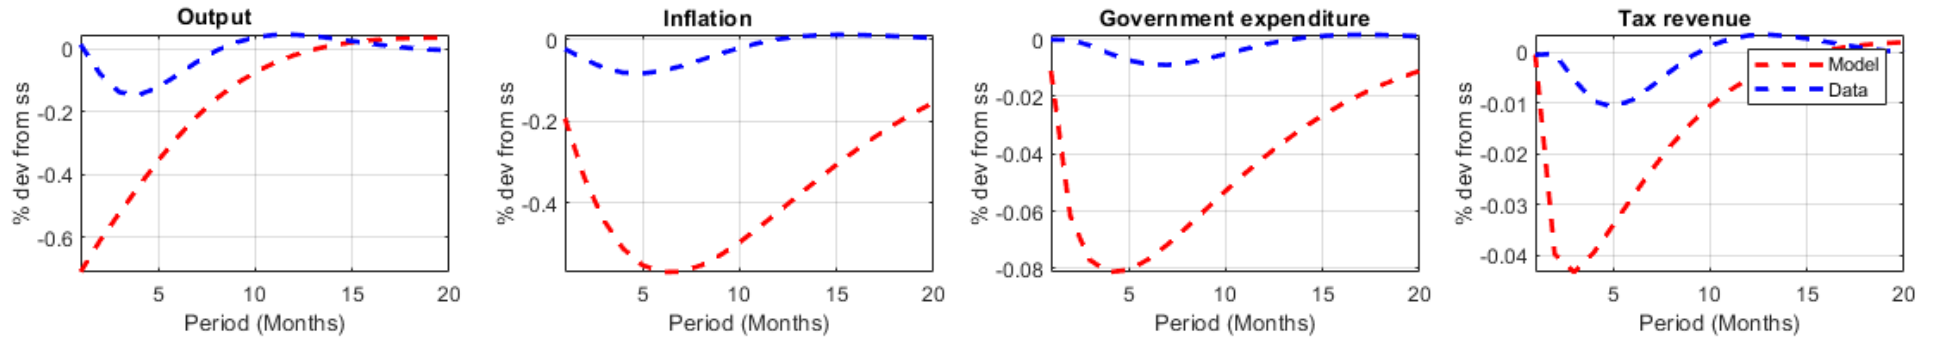 Output
% dev from ss
0
-0.2
-0.4
-0.6
5
10
15
20
Period (Months)
Inflation
% dev from ss
0
-0.2
-0.4
5
10
15
20
Period (Months)
Government expenditure
% dev from ss
0
-0.02
-0.04
-0.06
-0.08
5
10
15
20
Period (Months)
Tax revenue
% dev from ss
0
-0.01
-0.02
-0.03
-0.04
5
10
15
20
Period (Months)
Model
Data